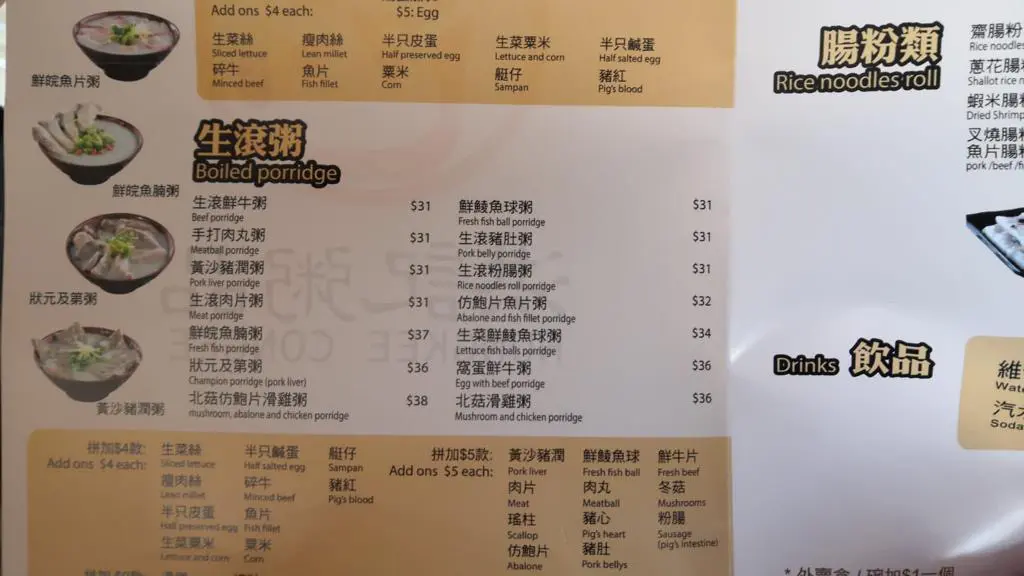 Add ons $4 each:
$5: Egg
生菜絲 瘦肉絲 半只皮蛋 生菜粟米 半只鹹蛋
Sliced lettuce Lean millet Half preserved egg Lettuce and corn Half salted egg
碎牛 魚片 粟米 艇仔 豬紅
Minced beef Fish fillet Corn Sampan Pig's blood
鮮皖魚片粥
鮮皖魚腩粥
狀元及第粥
黃沙豬潤粥
生滾粥
Boiled porridge
生滾鮮牛粥 $31
Beef porridge
手打肉丸粥 $31
Meatball porridge
黃沙豬潤粥 $31
Pork liver porridge
生滾肉片粥 $31
Meat porridge
鮮皖魚腩粥 $37
Fresh fish porridge
狀元及第粥 $36
Champion porridge (pork liver)
北菇仿鮑片滑雞粥 $38
mushroom, abalone and chicken porridge
鮮鯪魚球粥 $31
Fresh fish ball porridge
生滾豬肚粥 $31
Pork belly porridge
生滾粉腸粥 $31
Rice noodles roll porridge
仿鮑片魚片粥 $32
Abalone and fish fillet porridge
生菜鮮鯪魚球粥 $34
Lettuce fish balls porridge
窩蛋鮮牛粥 $36
Egg with beef porridge
北菇滑雞粥 $36
Mushroom and chicken porridge
拼加$4款: 生菜絲 半只鹹蛋 艇仔
Add ons $4 each: Sliced lettuce Half salted egg Sampan
瘦肉絲 碎牛 豬紅
Lean millet Minced beef Pig's blood
半只皮蛋 魚片
Half preserved egg Fish fillet
生菜粟米 粟米
Lettuce and corn Corn
拼加$5款: 黃沙豬潤 鮮鯪魚球 鮮牛片
Add ons $5 each: Pork liver Fresh fish ball Fresh beef
肉片 肉丸 冬菇
Meat Meatball Mushrooms
瑤柱 豬心 粉腸
Scallop Pig's heart Sausage
(pig's intestine)
仿鮑片 豬肚
Abalone Pork bellys
腸粉類
Rice noodles roll
齋腸粉
Rice noodles
蔥花腸
Shallot rice
蝦米腸
Dried Shrimp
叉燒腸
魚片腸
pork /beef
Drinks 飲品
維
Wate
汽
Soda
* 外賣盒 / 碗加$1一個